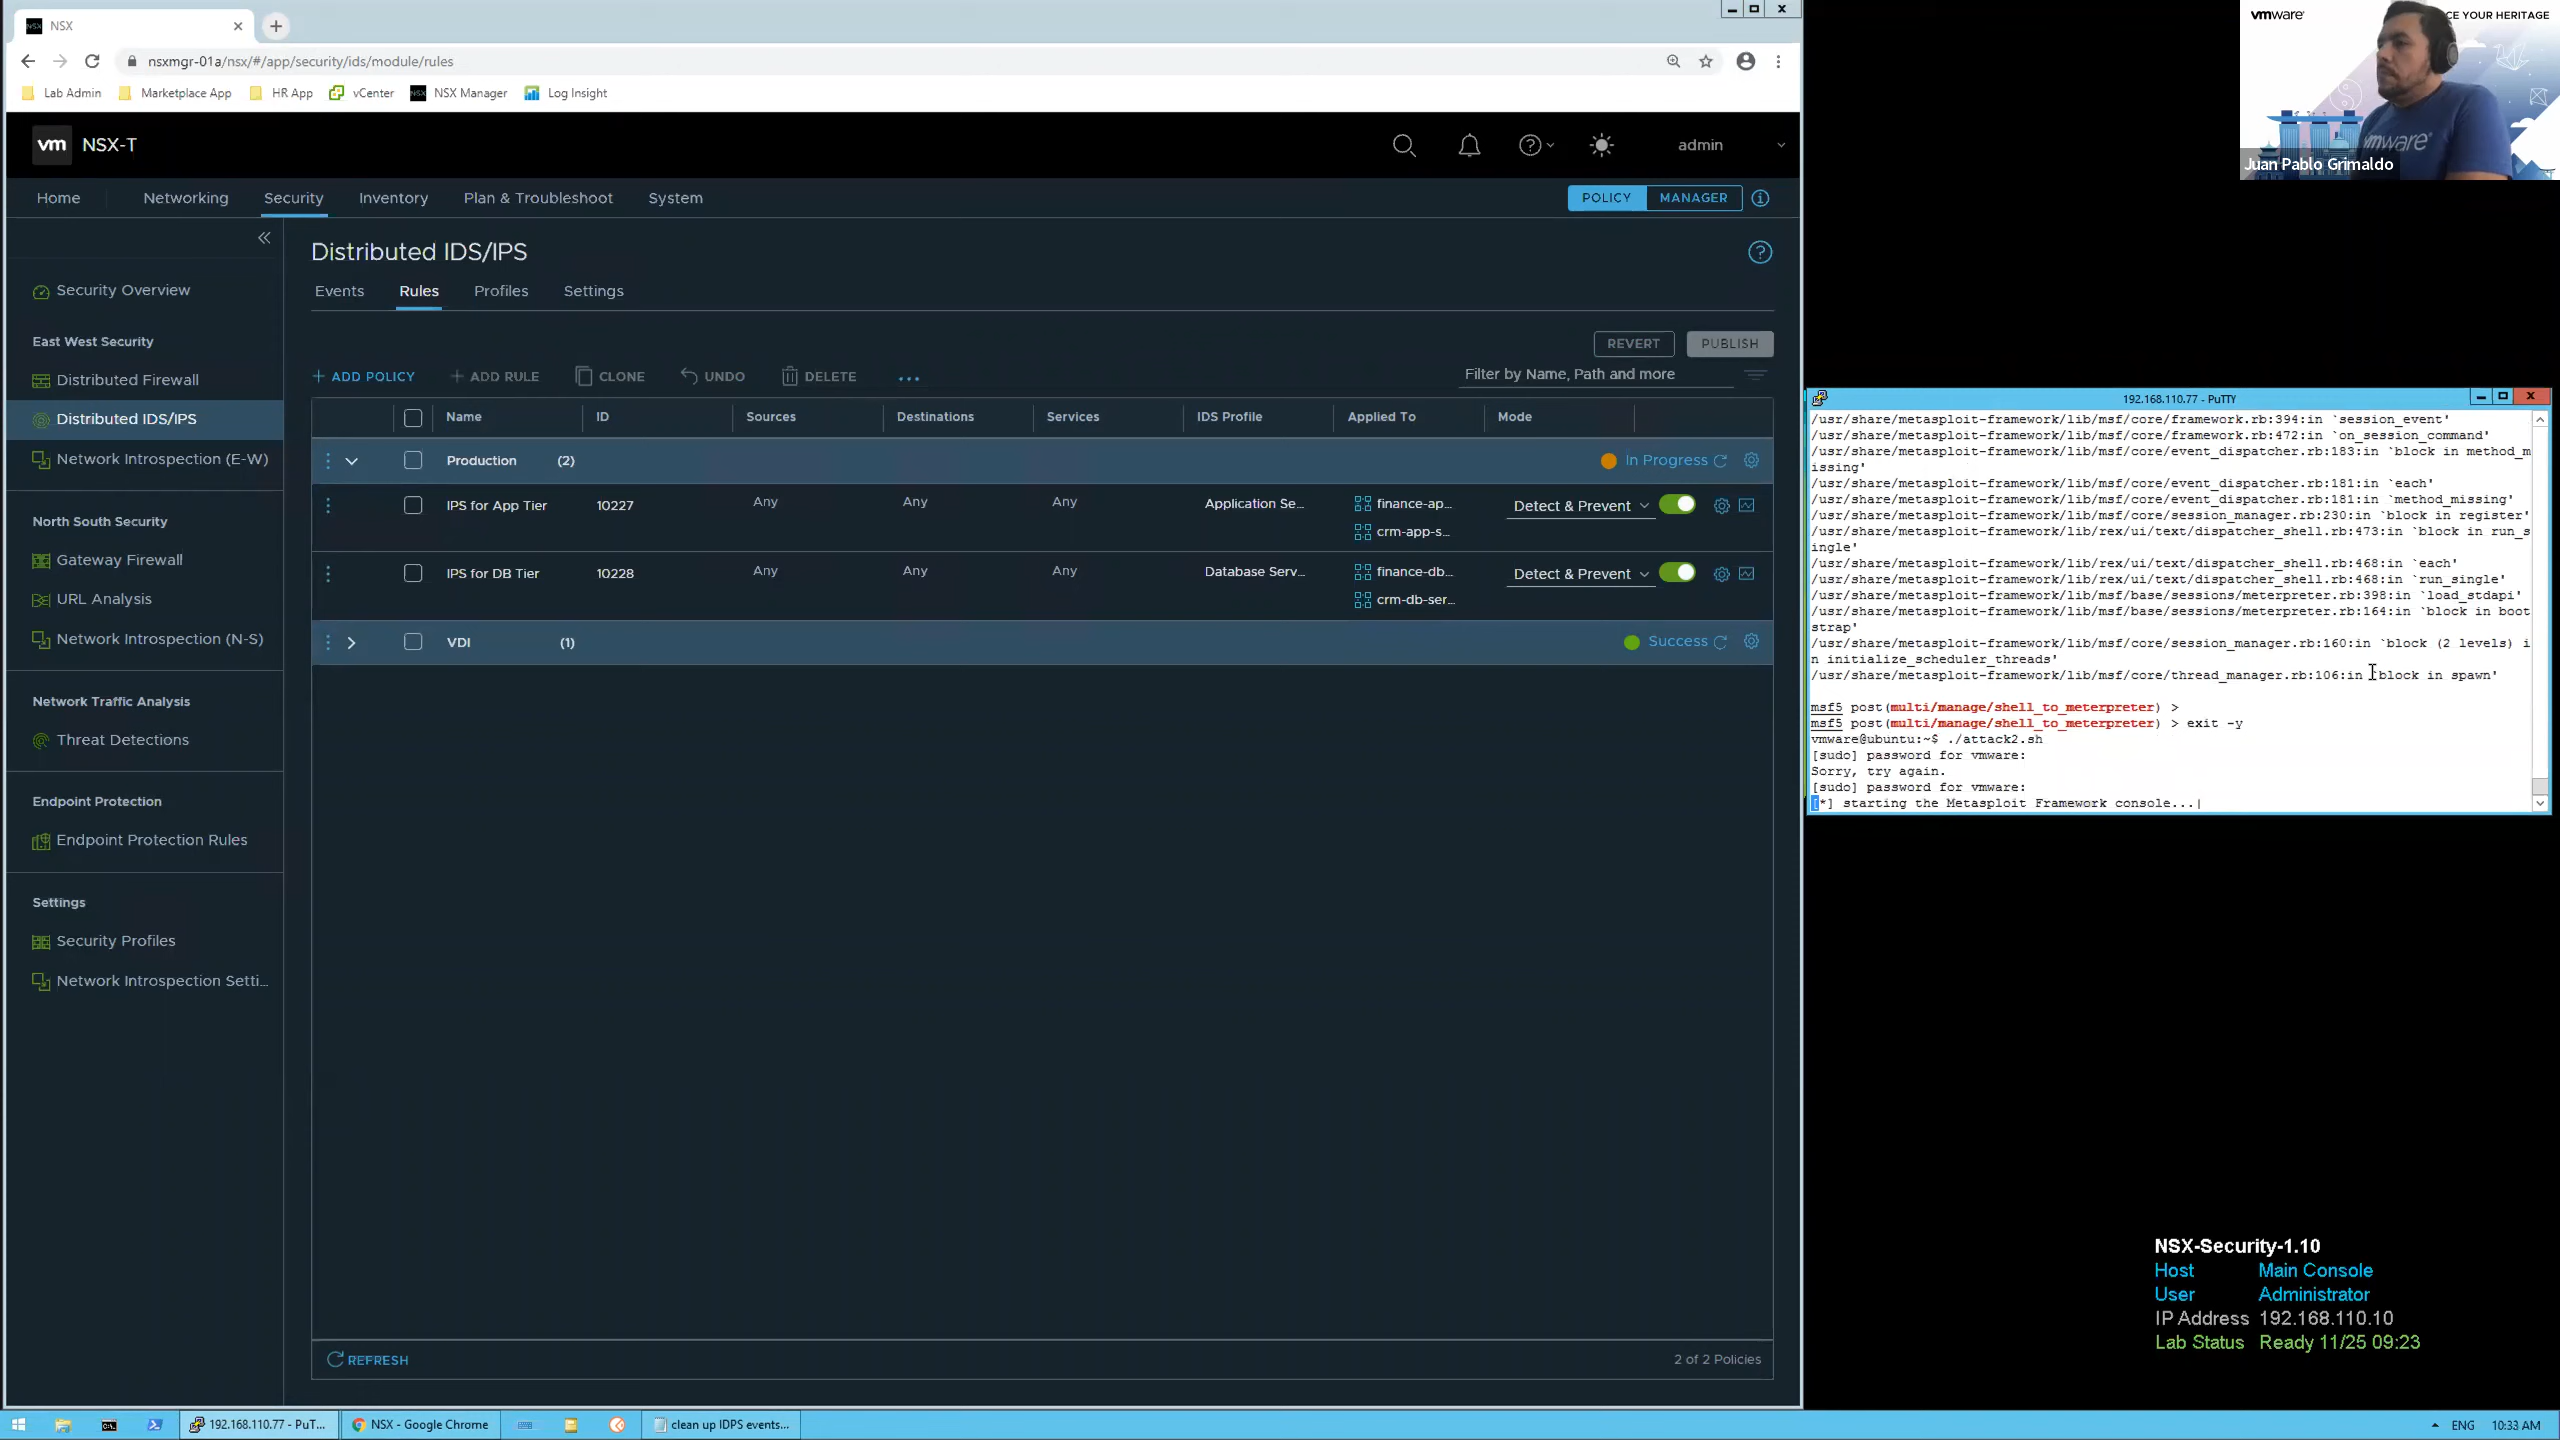 NSX
nsxmgr-01a/nsx/#/app/security/ids/module/rules
Lab Admin
Marketplace App
HR App
vCenter
NSX Manager
Log Insight
vm NSX-T
admin
Home
Networking
Security
Inventory
Plan & Troubleshoot
System
POLICY
MANAGER
Security Overview
East West Security
Distributed Firewall
Distributed IDS/IPS
Network Introspection (E-W)
North South Security
Gateway Firewall
URL Analysis
Network Introspection (N-S)
Network Traffic Analysis
Threat Detections
Endpoint Protection
Endpoint Protection Rules
Settings
Security Profiles
Network Introspection Setti...
Distributed IDS/IPS
Events
Rules
Profiles
Settings
REVERT
PUBLISH
+ ADD POLICY
+ ADD RULE
CLONE
UNDO
DELETE
...
Filter by Name, Path and more
Name ID Sources Destinations Services IDS Profile Applied To Mode
Production (2) In Progress
IPS for App Tier 10227 Any Any Any Application Se... finance-ap... Detect & Prevent
crm-app-s...
IPS for DB Tier 10228 Any Any Any Database Serv... finance-db... Detect & Prevent
crm-db-ser...
VDI (1) Success
REFRESH
2 of 2 Policies
vmware
CE YOUR HERITAGE
vmware
Juan Pablo Grimaldo
192.168.110.77 - PuTTY
/usr/share/metasploit-framework/lib/msf/core/framework.rb:394:in `session_event'
/usr/share/metasploit-framework/lib/msf/core/framework.rb:472:in `on_session_command'
/usr/share/metasploit-framework/lib/msf/core/event_dispatcher.rb:183:in `block in method_m
issing'
/usr/share/metasploit-framework/lib/msf/core/event_dispatcher.rb:181:in `each'
/usr/share/metasploit-framework/lib/msf/core/event_dispatcher.rb:181:in `method_missing'
/usr/share/metasploit-framework/lib/msf/core/session_manager.rb:230:in `block in register'
/usr/share/metasploit-framework/lib/rex/ui/text/dispatcher_shell.rb:473:in `block in run_s
ingle'
/usr/share/metasploit-framework/lib/rex/ui/text/dispatcher_shell.rb:468:in `each'
/usr/share/metasploit-framework/lib/rex/ui/text/dispatcher_shell.rb:468:in `run_single'
/usr/share/metasploit-framework/lib/msf/base/sessions/meterpreter.rb:398:in `load_stdapi'
/usr/share/metasploit-framework/lib/msf/base/sessions/meterpreter.rb:164:in `block in boot
strap'
/usr/share/metasploit-framework/lib/msf/core/session_manager.rb:160:in `block (2 levels) i
n initialize_scheduler_threads'
/usr/share/metasploit-framework/lib/msf/core/thread_manager.rb:106:in `block in spawn'
msf5 post(multi/manage/shell_to_meterpreter) >
msf5 post(multi/manage/shell_to_meterpreter) > exit -y
vmware@ubuntu:~$ ./attack2.sh
[sudo] password for vmware:
Sorry, try again.
[sudo] password for vmware:
[*] starting the Metasploit Framework console...|
NSX-Security-1.10
Host Main Console
User Administrator
IP Address 192.168.110.10
Lab Status Ready 11/25 09:23
192.168.110.77 - PuT...
NSX - Google Chrome
clean up IDPS events...
ENG 10:33 AM